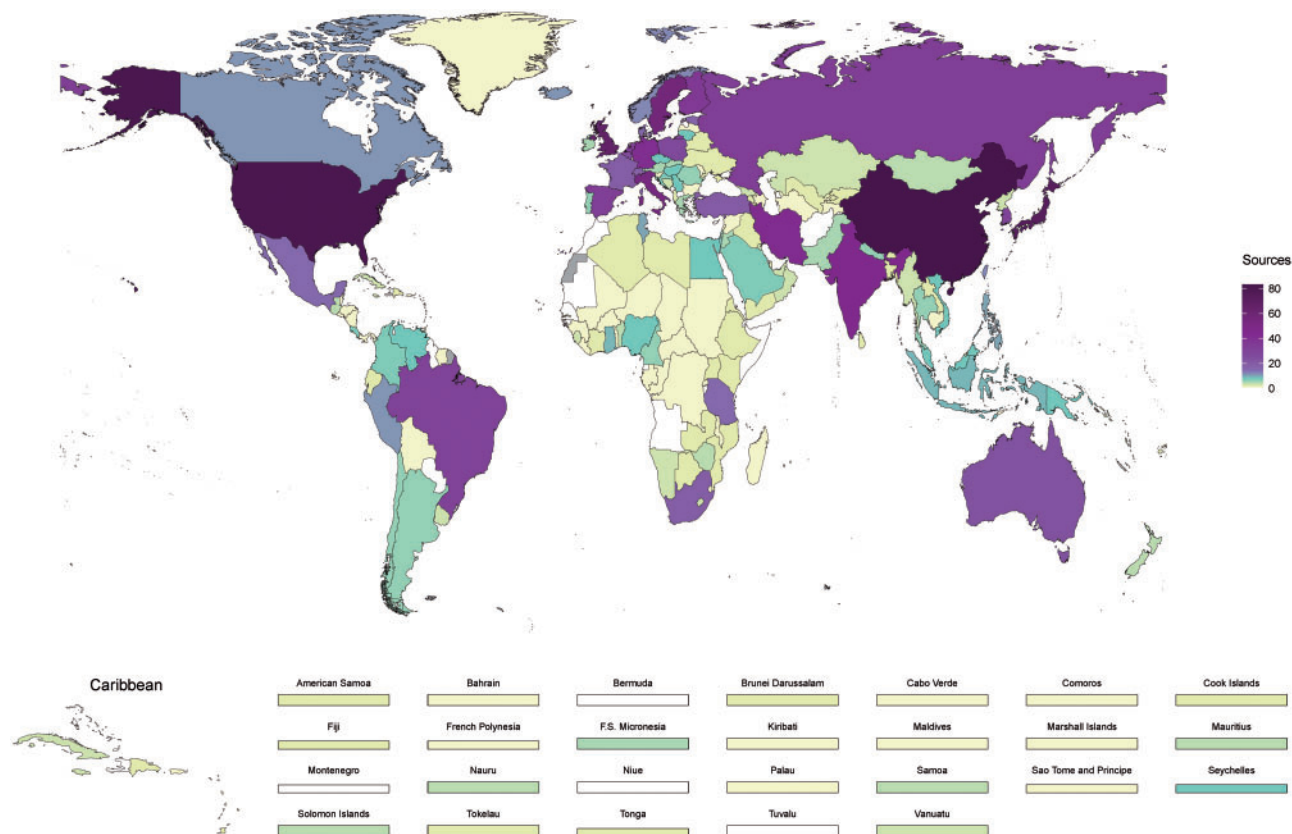 Sources
80
60
40
20
0
Caribbean
American Samoa
Bahrain
Bermuda
Brunei Darussalam
Cabo Verde
Comoros
Cook Islands
Fiji
French Polynesia
F.S. Micronesia
Kiribati
Maldives
Marshall Islands
Mauritius
Montenegro
Nauru
Niue
Palau
Samoa
Sao Tome and Principe
Seychelles
Solomon Islands
Tokelau
Tonga
Tuvalu
Vanuatu